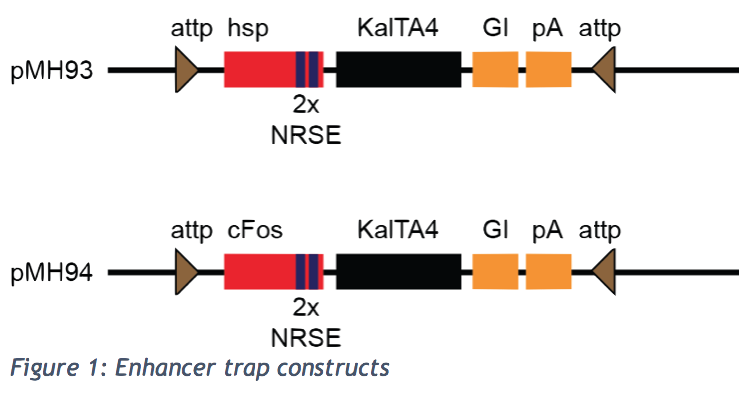 attp hsp KalTA4 GI pA attp
pMH93
2x
NRSE
attp cFos KalTA4 GI pA attp
pMH94
2x
NRSE
Figure 1: Enhancer trap constructs